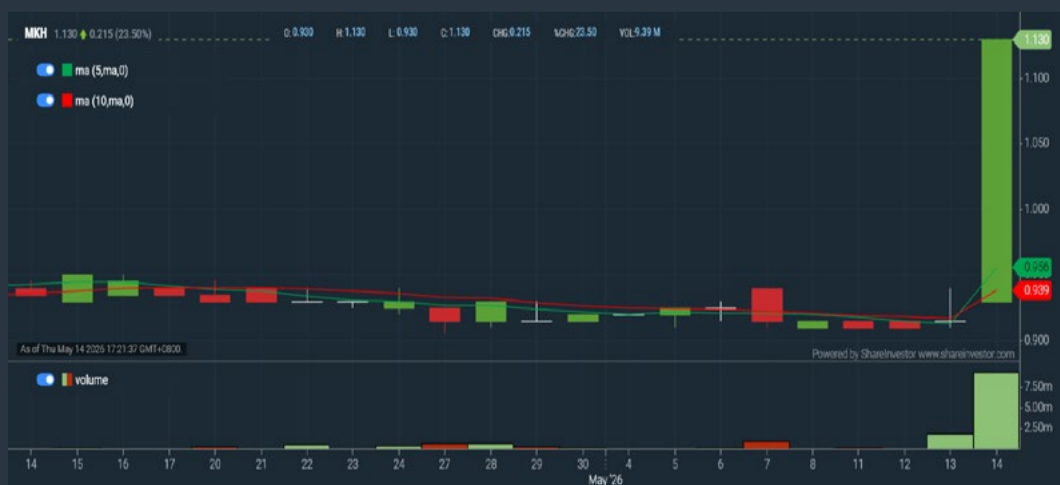 MKH 1.130 0.215 (23.50%) O: 0.930 H: 1.130 L: 0.930 C: 1.130 CHG:0.215 %CHG:23.50 VOL:9.39 M
1.130
ma (5,ma,0)
1.100
ma (10,ma,0)
1.050
1.000
0.956
0.939
0.900
As of Thu May 14 2026 17:21:37 GMT+0800
Powered by ShareInvestor www.shareinvestor.com
volume
7.50m
5.00m
2.50m
14 15 16 17 20 21 22 23 24 27 28 29 30 4 5 6 7 8 11 12 13 14
May '26